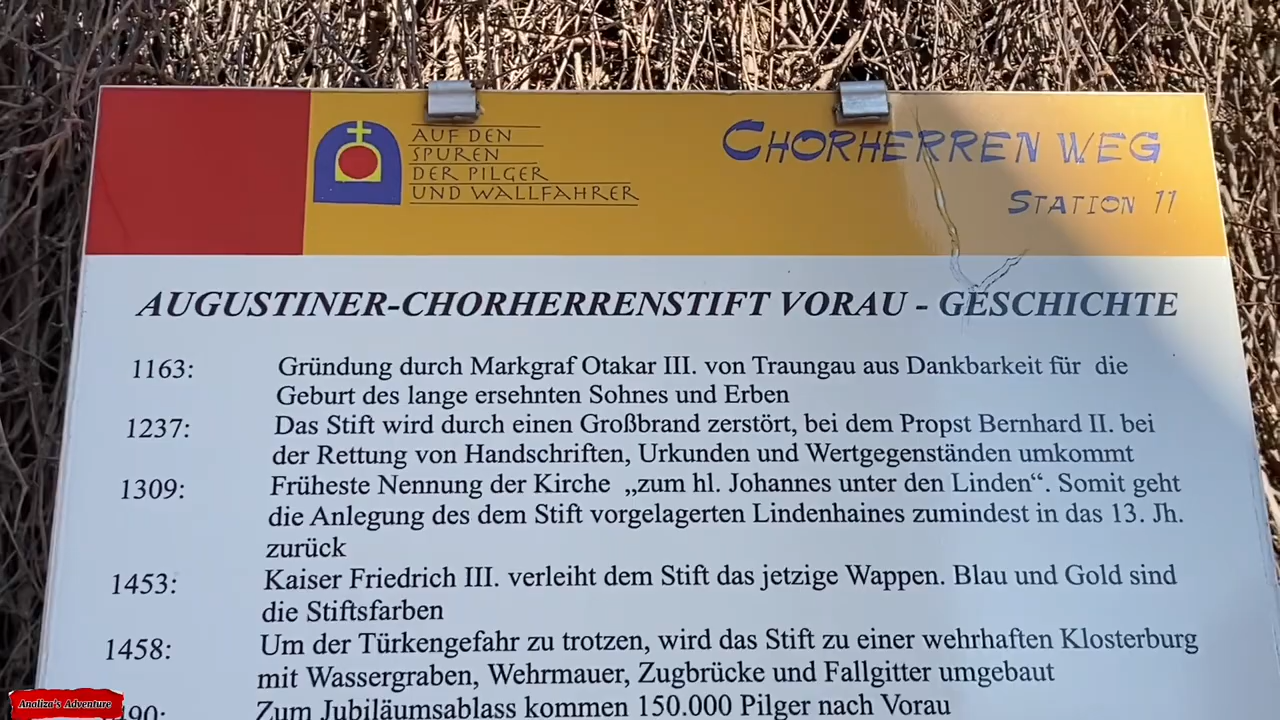 AUF DEN
SPUREN
DER PILGER
UND WALLFAHRER
CHORHERREN WEG
STATION 11
AUGUSTINER-CHORHERRENSTIFT VORAU - GESCHICHTE
1163: Gründung durch Markgraf Otakar III. von Traungau aus Dankbarkeit für die
Geburt des lange ersehnten Sohnes und Erben
1237: Das Stift wird durch einen Großbrand zerstört, bei dem Propst Bernhard II. bei
der Rettung von Handschriften, Urkunden und Wertgegenständen umkommt
1309: Früheste Nennung der Kirche „zum hl. Johannes unter den Linden“. Somit geht
die Anlegung des dem Stift vorgelagerten Lindenhaines zumindest in das 13. Jh.
zurück
1453: Kaiser Friedrich III. verleiht dem Stift das jetzige Wappen. Blau und Gold sind
die Stiftsfarben
1458: Um der Türkengefahr zu trotzen, wird das Stift zu einer wehrhaften Klosterburg
mit Wassergraben, Wehrmauer, Zugbrücke und Fallgitter umgebaut
Zum Jubiläumsablass kommen 150.000 Pilger nach Vorau
Analiza's Adventure